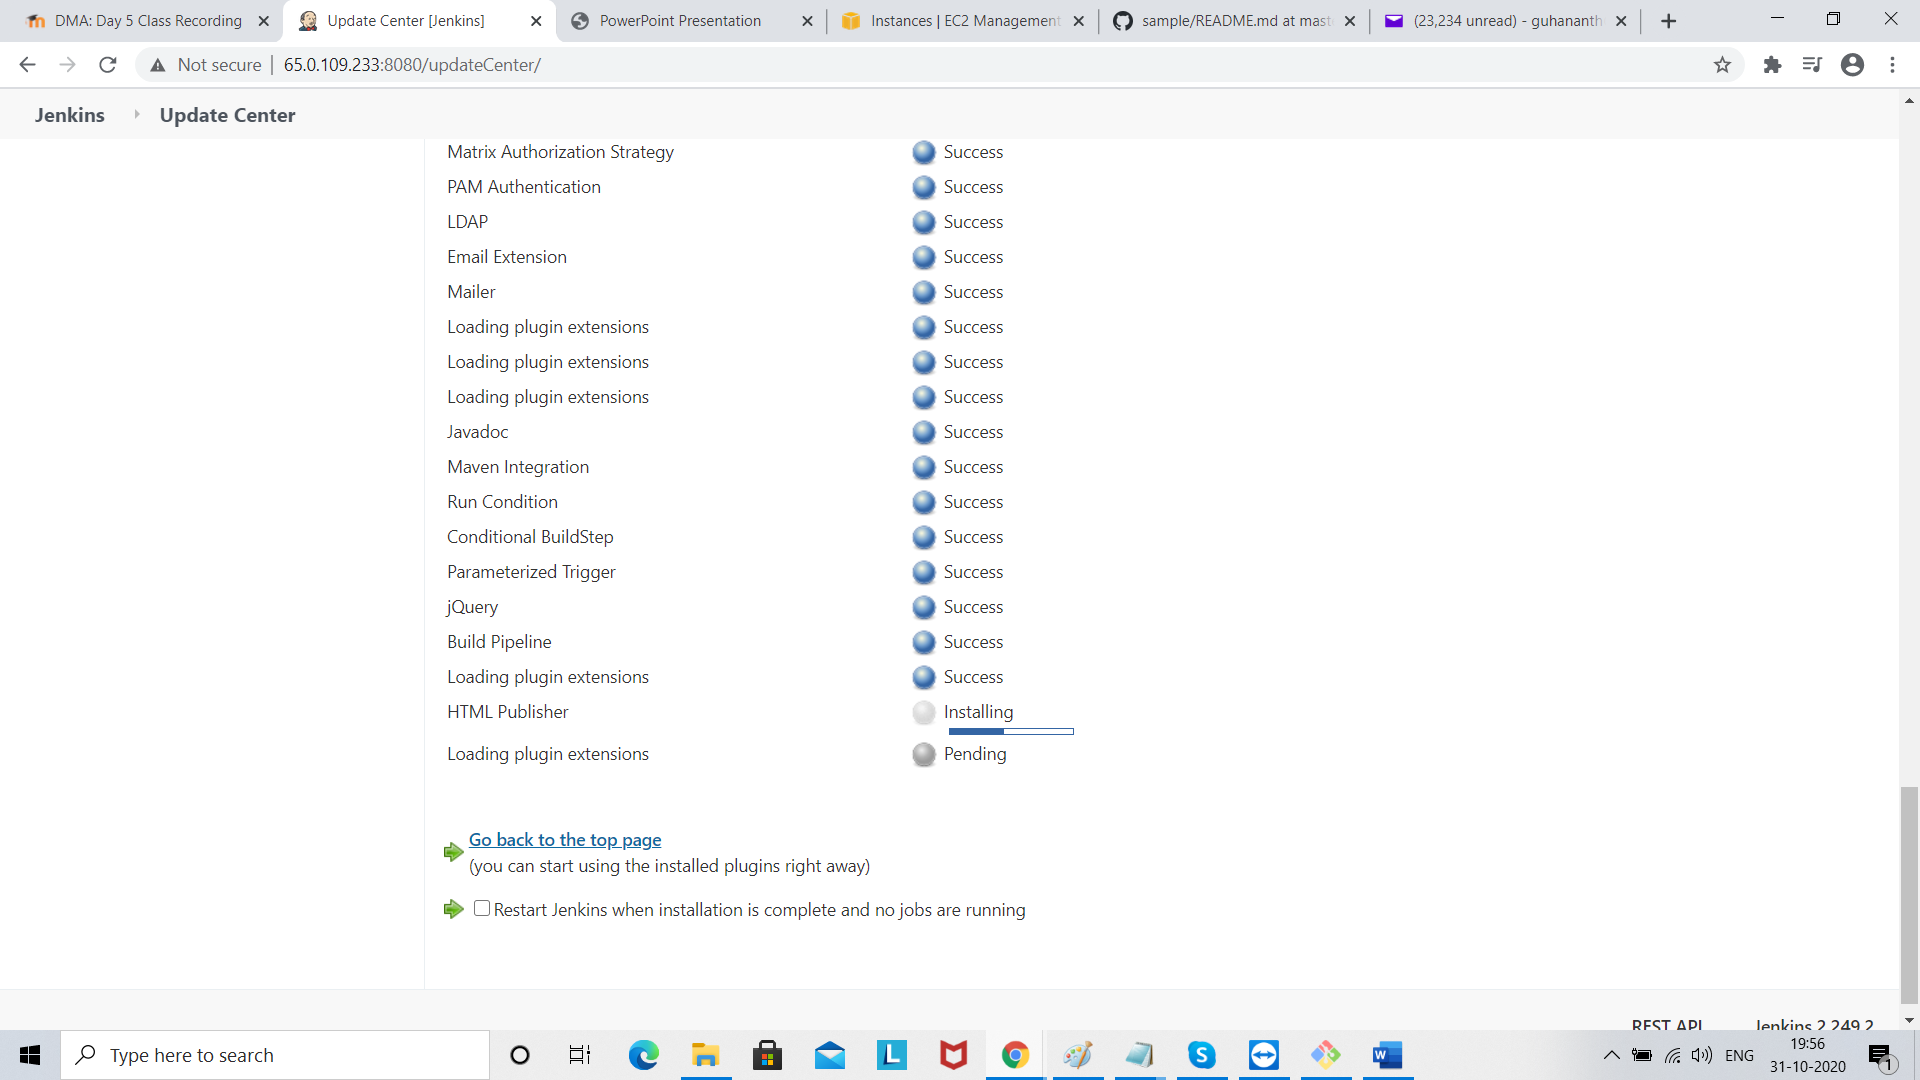 DMA: Day 5 Class Recording
Update Center [Jenkins]
PowerPoint Presentation
Instances | EC2 Management
sample/README.md at mast
(23,234 unread) - guhananth
Not secure | 65.0.109.233:8080/updateCenter/
Jenkins Update Center
Matrix Authorization Strategy Success
PAM Authentication Success
LDAP Success
Email Extension Success
Mailer Success
Loading plugin extensions Success
Loading plugin extensions Success
Loading plugin extensions Success
Javadoc Success
Maven Integration Success
Run Condition Success
Conditional BuildStep Success
Parameterized Trigger Success
jQuery Success
Build Pipeline Success
Loading plugin extensions Success
HTML Publisher Installing
Loading plugin extensions Pending
Go back to the top page
(you can start using the installed plugins right away)
Restart Jenkins when installation is complete and no jobs are running
REST API Jenkins 2.249.2
Type here to search
ENG
19:56
31-10-2020
1